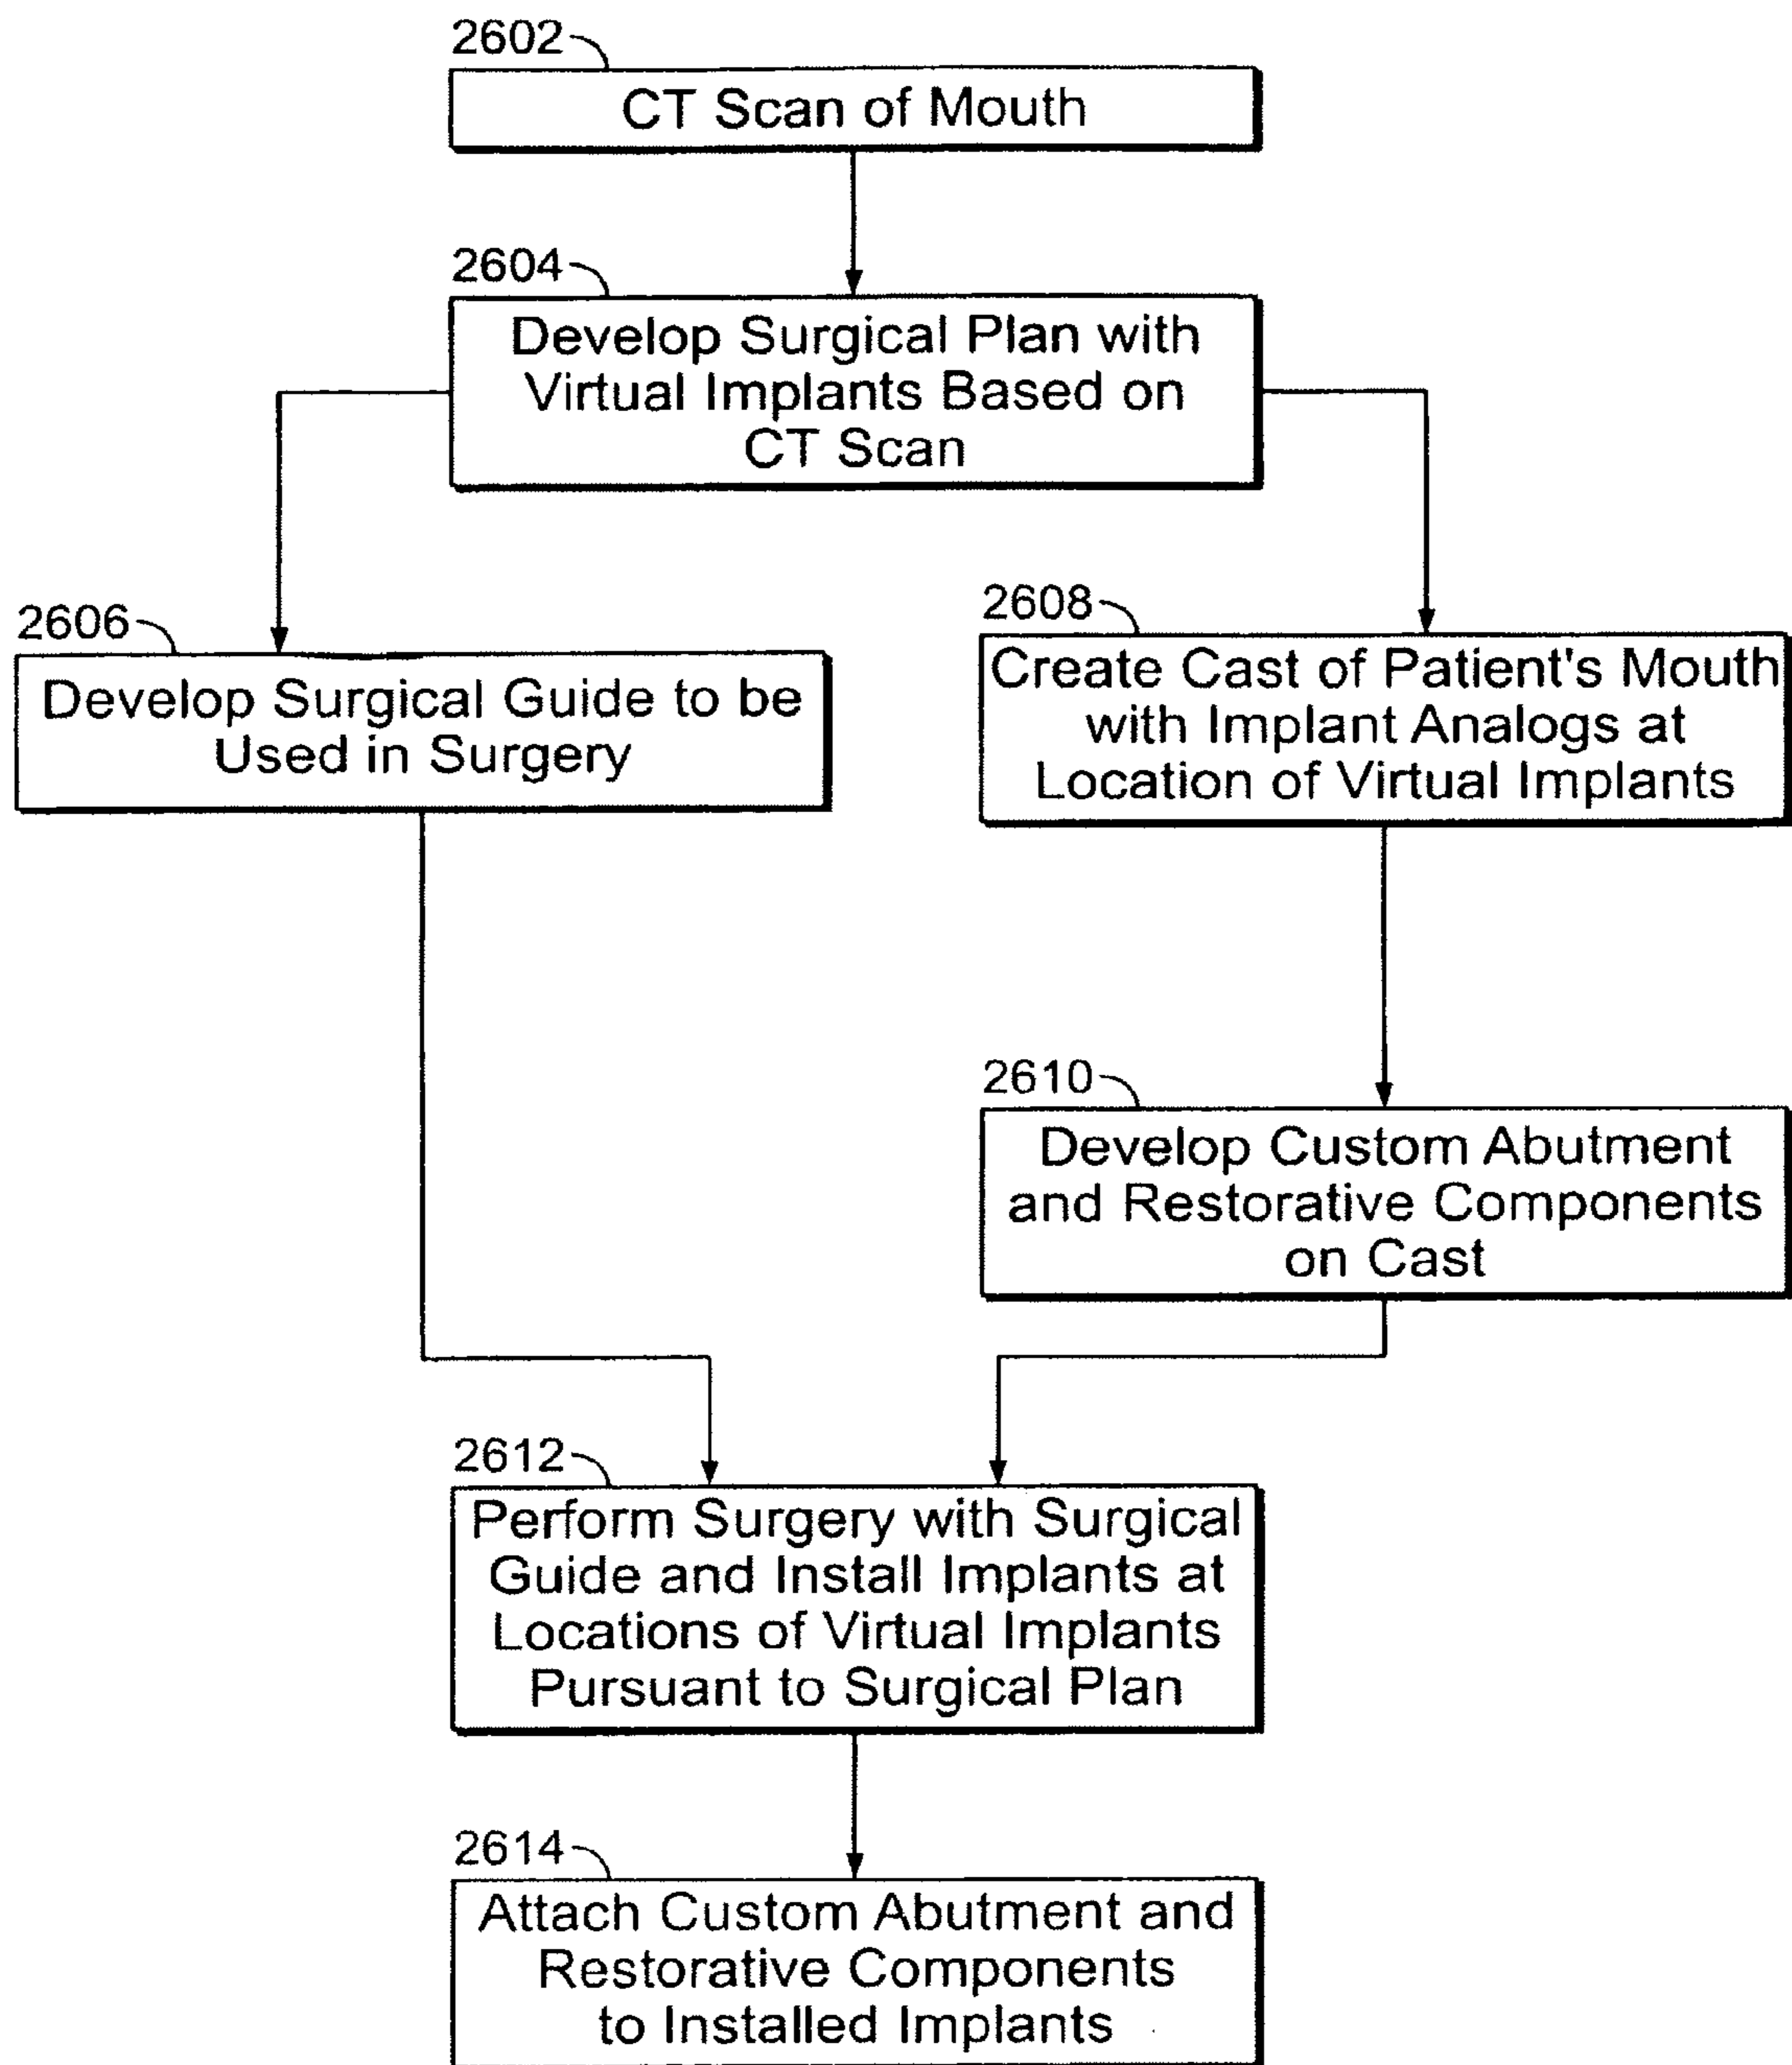 2602
CT Scan of Mouth
2604
Develop Surgical Plan with
Virtual Implants Based on
CT Scan
2606
Develop Surgical Guide to be
Used in Surgery
2608
Create Cast of Patient's Mouth
with Implant Analogs at
Location of Virtual Implants
2610
Develop Custom Abutment
and Restorative Components
on Cast
2612
Perform Surgery with Surgical
Guide and Install Implants at
Locations of Virtual Implants
Pursuant to Surgical Plan
2614
Attach Custom Abutment and
Restorative Components
to Installed Implants